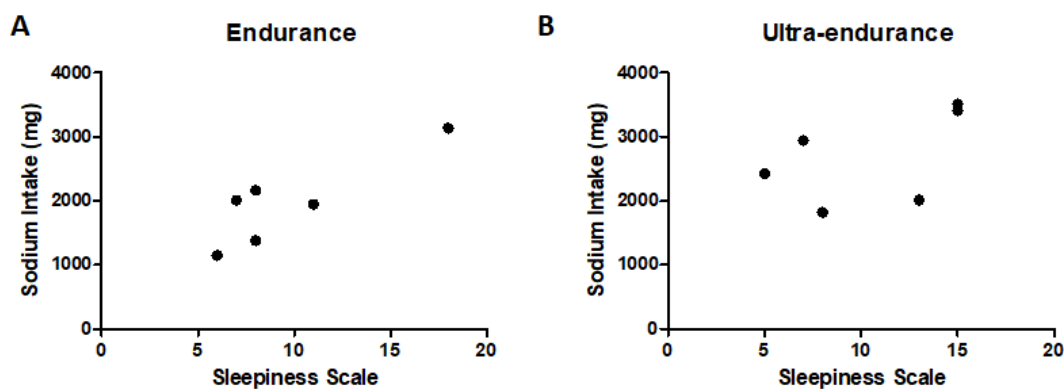 A
Endurance
4000
3000
2000
1000
0
Sodium Intake (mg)
0 5 10 15 20
Sleepiness Scale
B
Ultra-endurance
4000
3000
2000
1000
0
Sodium Intake (mg)
0 5 10 15 20
Sleepiness Scale